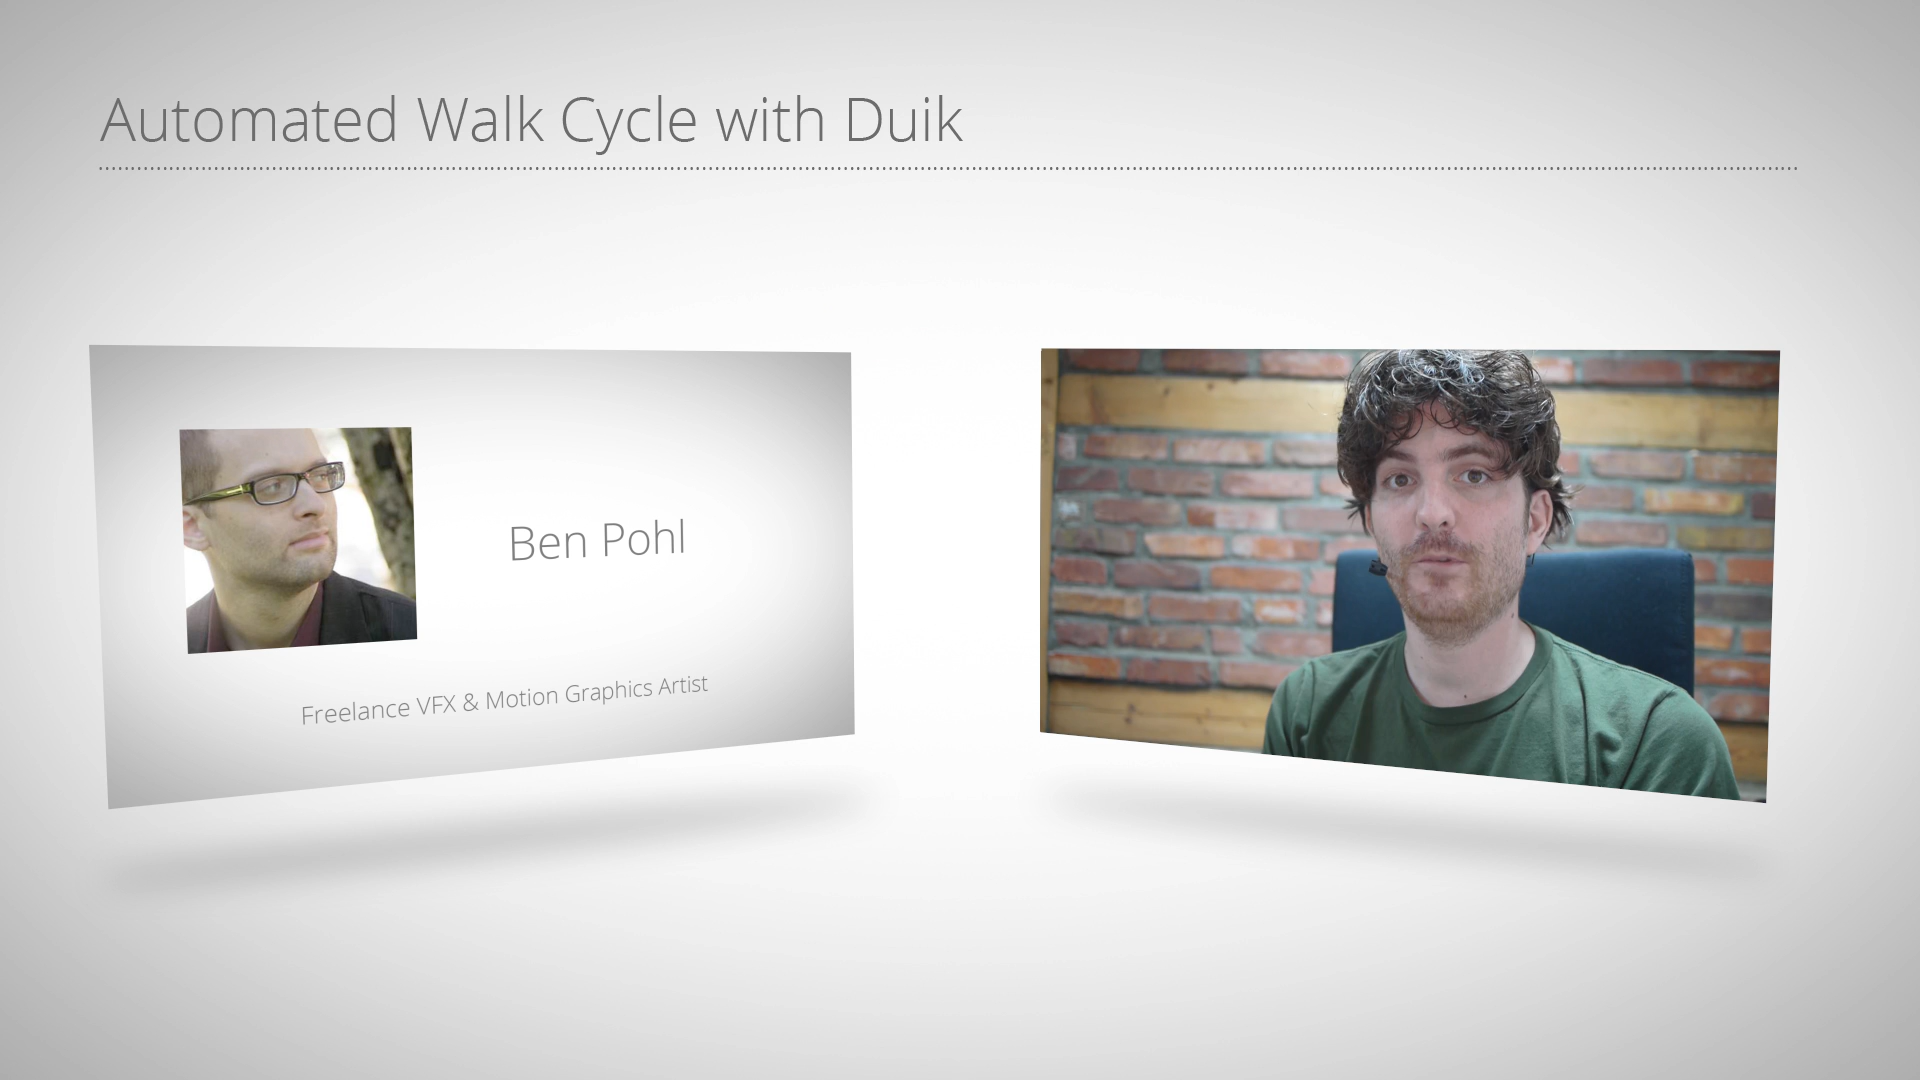 Automated Walk Cycle with Duik
Ben Pohl
Freelance VFX & Motion Graphics Artist